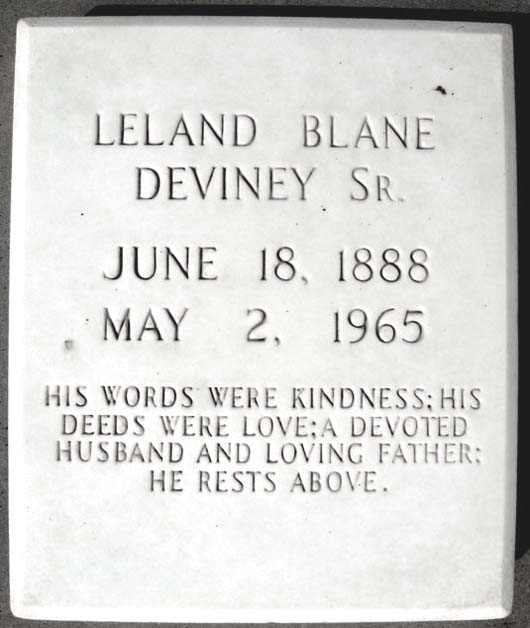 LELAND BLANE
DEVINEY SR.
JUNE 18, 1888
MAY 2, 1965
HIS WORDS WERE KINDNESS; HIS
DEEDS WERE LOVE; A DEVOTED
HUSBAND AND LOVING FATHER;
HE RESTS ABOVE.